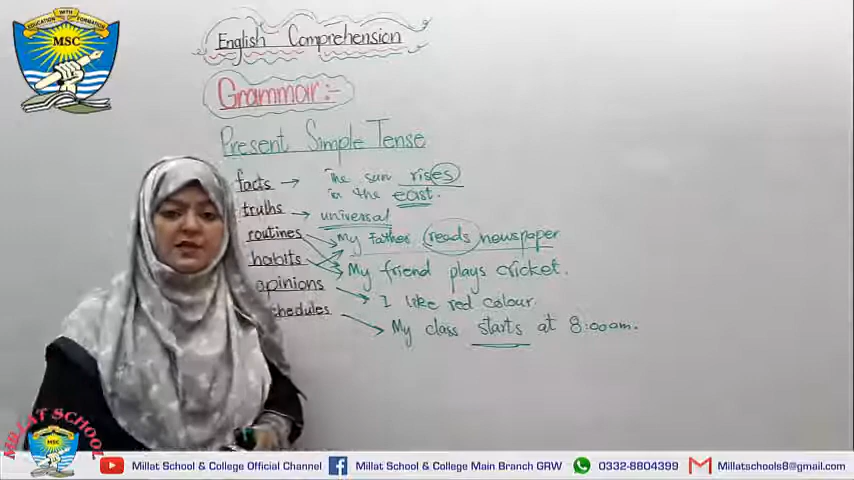 EDUCATION WITH FORMATION
MSC
English Comprehension
Grammar:-
Present Simple Tense
facts → The sun rises
in the east.
truths → universal
routines My Father reads newspaper
habits My friend plays cricket.
opinions I like red colour.
chedules My class starts at 8:00am.
MILLAT SCHOOL
MSC
Millat School & College Official Channel
Millat School & College Main Branch GRW
0332-8804399
Millatschools8@gmail.com